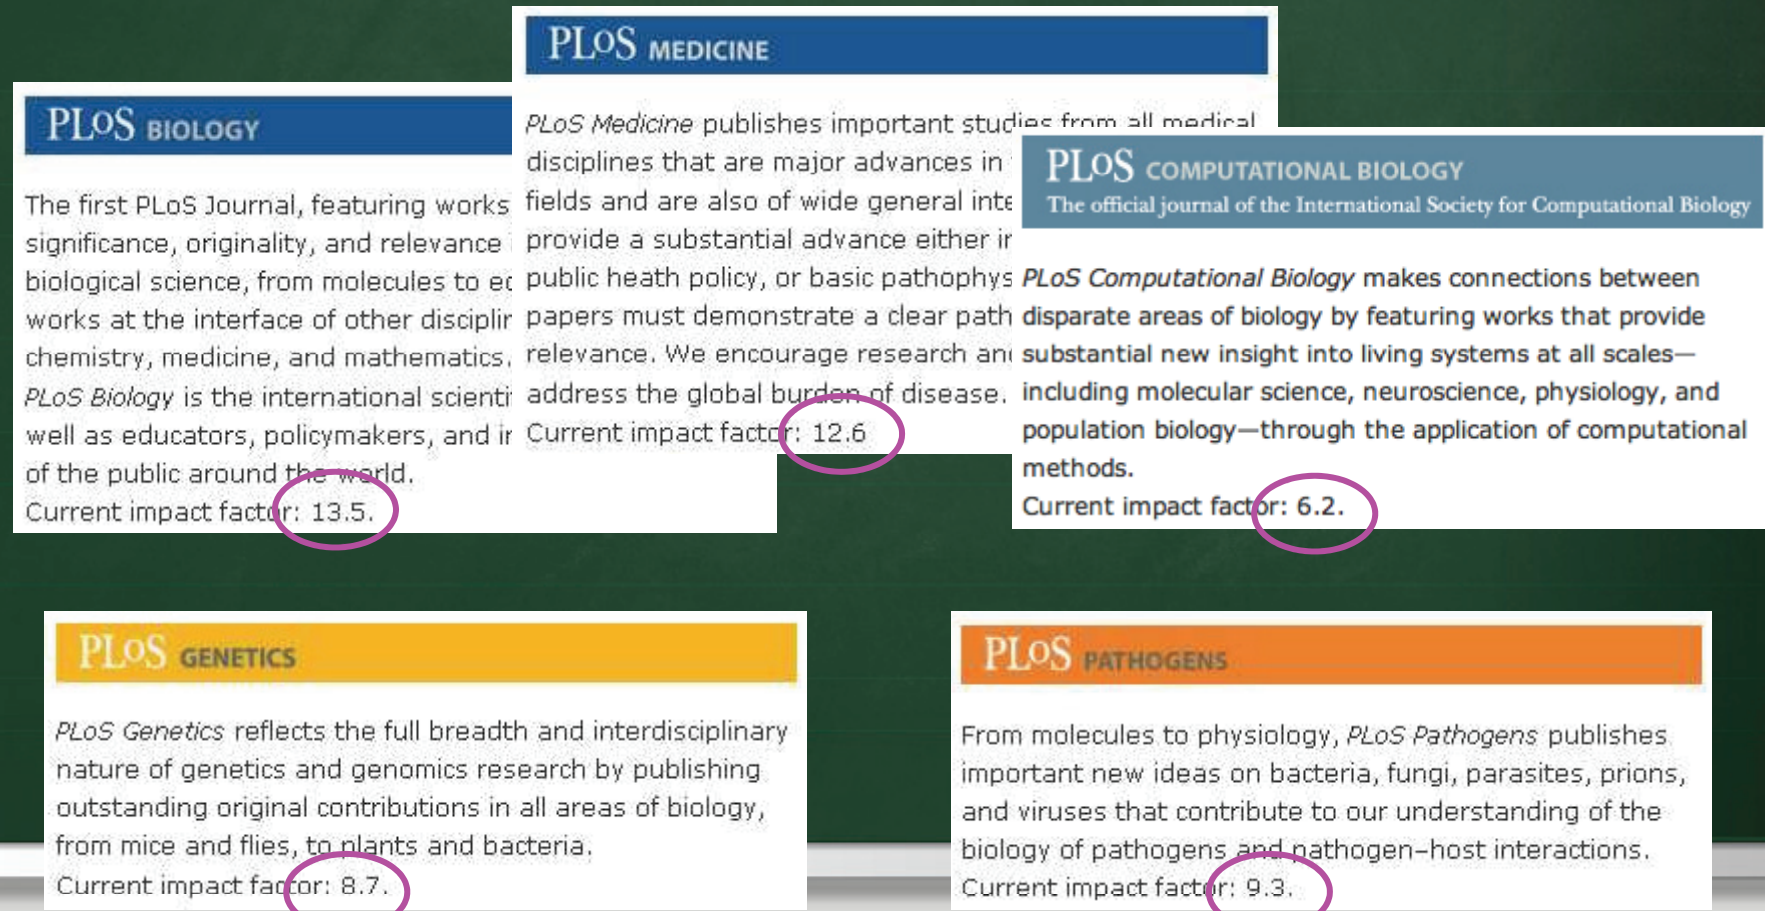 PLoS BIOLOGY
The first PLoS Journal, featuring works
significance, originality, and relevance
biological science, from molecules to
works at the interface of other
chemistry, medicine, and mathematics.
PLoS Biology is the international
well as educators, policymakers, and
of the public around the world.
Current impact factor: 13.5.
PLoS MEDICINE
PLoS Medicine publishes important studies from all medical
disciplines that are major advances in
fields and are also of wide general
provide a substantial advance either
public heath policy, or basic
papers must demonstrate a clear path
relevance. We encourage research
address the global burden of disease.
Current impact factor: 12.6
PLoS COMPUTATIONAL BIOLOGY
The official journal of the International Society for Computational Biology
PLoS Computational Biology makes connections between
disparate areas of biology by featuring works that provide
substantial new insight into living systems at all scales—
including molecular science, neuroscience, physiology, and
population biology—through the application of computational
methods.
Current impact factor: 6.2.
PLoS GENETICS
PLoS Genetics reflects the full breadth and interdisciplinary
nature of genetics and genomics research by publishing
outstanding original contributions in all areas of biology,
from mice and flies, to plants and bacteria.
Current impact factor: 8.7.
PLoS PATHOGENS
From molecules to physiology, PLoS Pathogens publishes
important new ideas on bacteria, fungi, parasites, prions,
and viruses that contribute to our understanding of the
biology of pathogens and pathogen–host interactions.
Current impact factor: 9.3.